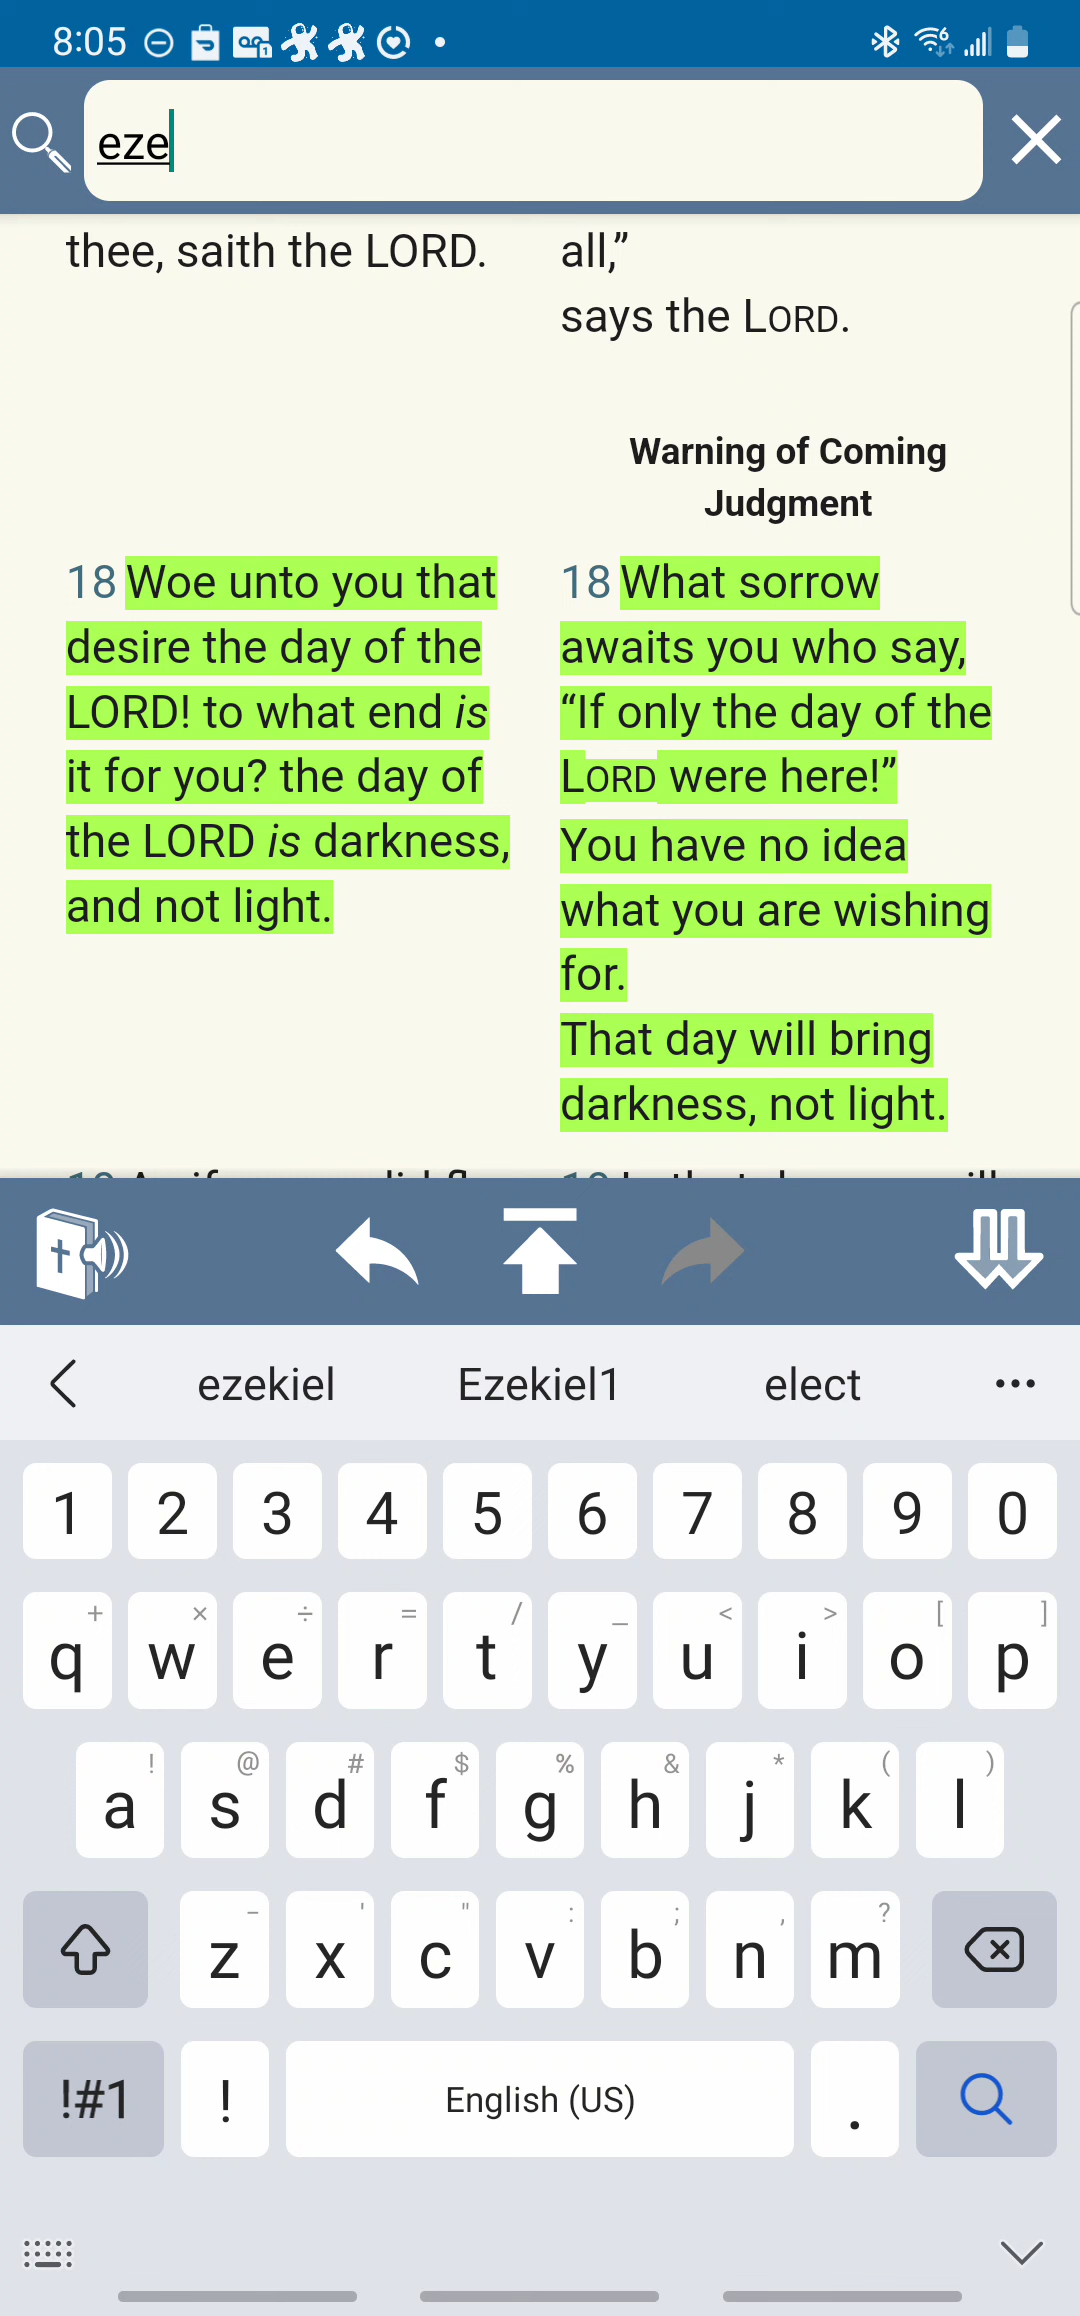 8:05
eze
thee, saith the LORD.
all,”
says the LORD.
Warning of Coming
Judgment
18 Woe unto you that
desire the day of the
LORD! to what end is
it for you? the day of
the LORD is darkness,
and not light.
18 What sorrow
awaits you who say,
“If only the day of the
LORD were here!”
You have no idea
what you are wishing
for.
That day will bring
darkness, not light.
ezekiel Ezekiel1 elect ...
1 2 3 4 5 6 7 8 9 0
+ × ÷ = / _ < > [ ]
q w e r t y u i o p
! @ # $ % & * ( )
a s d f g h j k l
- ' " : ; , ?
z x c v b n m
!#1 ! English (US) .